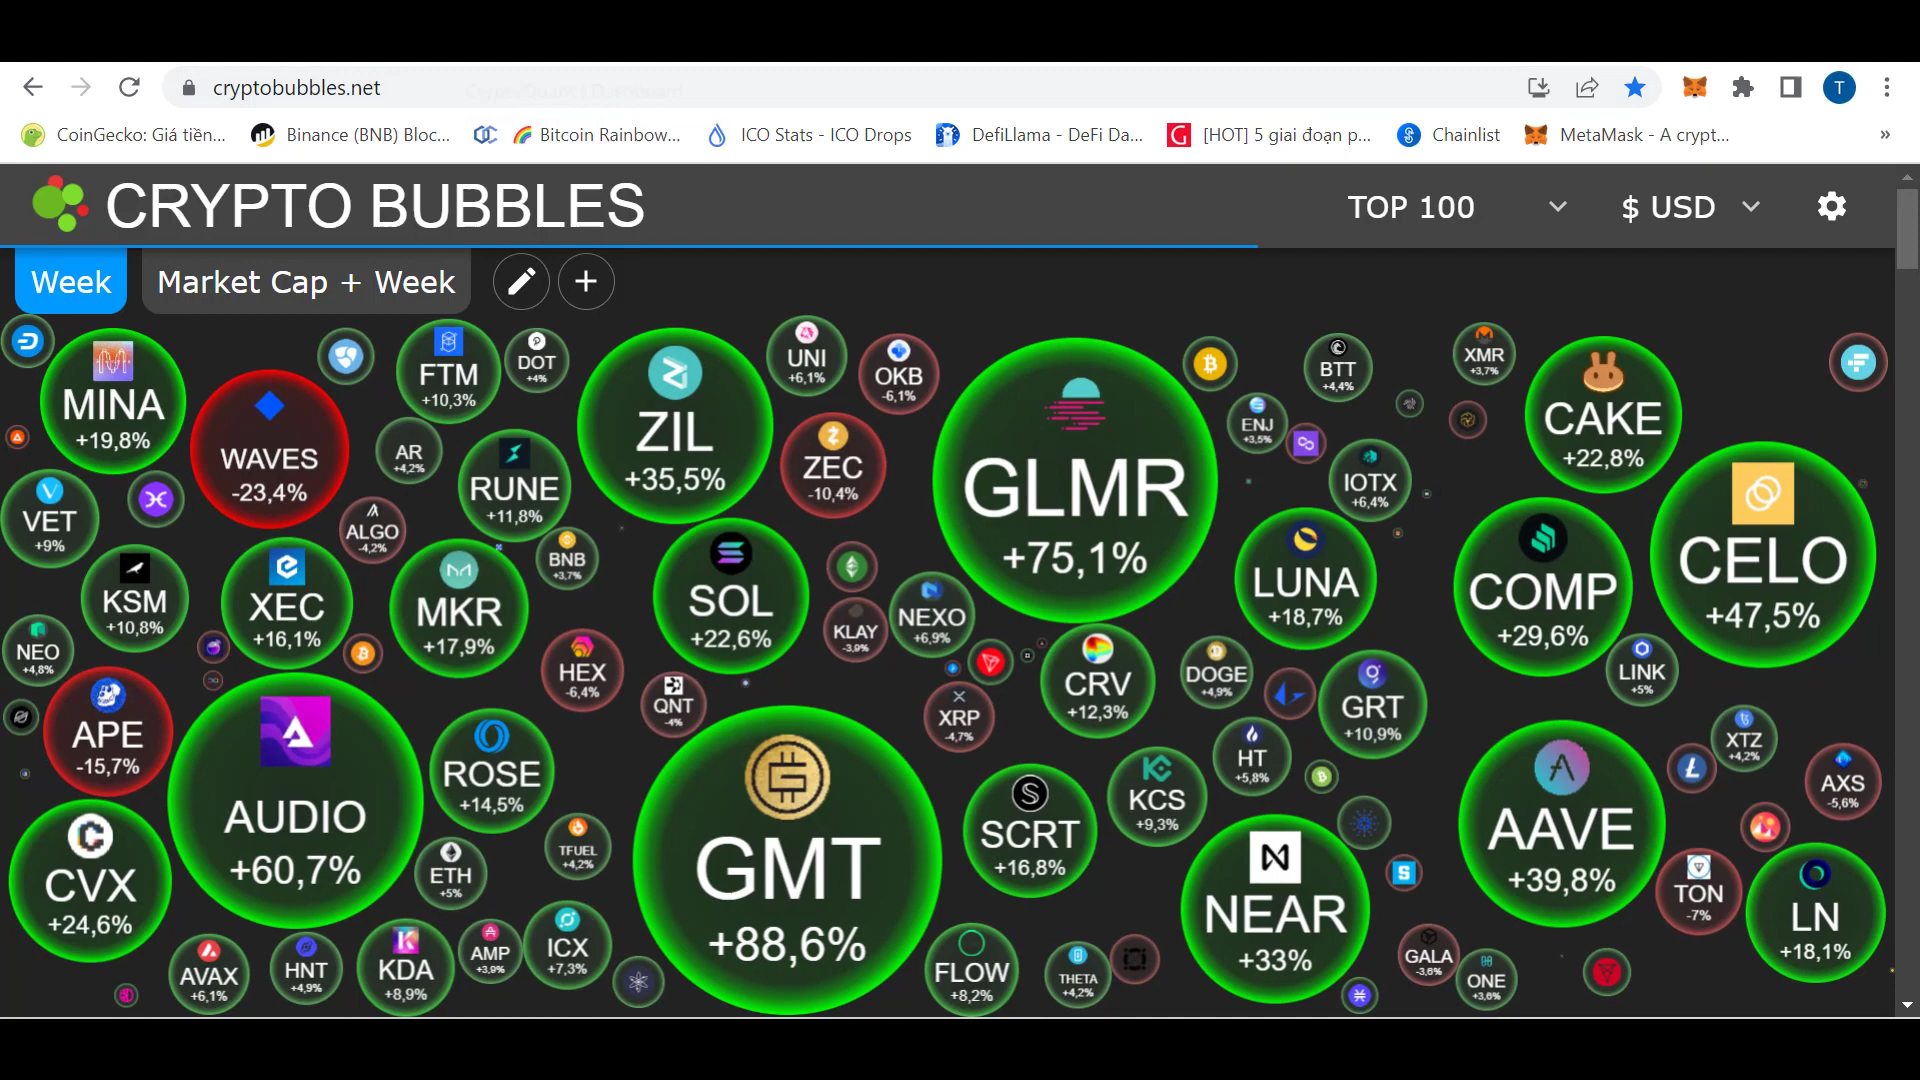 cryptobubbles.net
T
CoinGecko: Giá tiền...
Binance (BNB) Bloc...
Bitcoin Rainbow...
ICO Stats - ICO Drops
DefiLlama - DeFi Da...
[HOT] 5 giai đoạn p...
Chainlist
MetaMask - A crypt...
»
CRYPTO BUBBLES
TOP 100
$ USD
Week
Market Cap + Week
MINA
+19,8%
WAVES
-23,4%
FTM
+10,3%
DOT
+4%
ZIL
+35,5%
UNI
+6,1%
OKB
-6,1%
GLMR
+75,1%
BTT
+4,4%
XMR
+3,7%
CAKE
+22,8%
AR
+4,2%
RUNE
+11,8%
ZEC
-10,4%
ENJ
+3,5%
IOTX
+6,4%
CELO
+47,5%
VET
+9%
ALGO
-4,2%
BNB
+3,7%
KSM
+10,8%
XEC
+16,1%
MKR
+17,9%
SOL
+22,6%
KLAY
-3,9%
NEXO
+6,9%
LUNA
+18,7%
COMP
+29,6%
NEO
+4,8%
HEX
-6,4%
QNT
-4%
XRP
-4,7%
CRV
+12,3%
DOGE
+4,9%
GRT
+10,9%
LINK
+5%
APE
-15,7%
AUDIO
+60,7%
ROSE
+14,5%
GMT
+88,6%
SCRT
+16,8%
KCS
+9,3%
HT
+5,8%
AAVE
+39,8%
XTZ
+4,2%
AXS
-5,6%
CVX
+24,6%
ETH
+5%
TFUEL
+4,2%
NEAR
+33%
TON
-7%
LN
+18,1%
AVAX
+6,1%
HNT
+4,9%
KDA
+8,9%
AMP
+3,9%
ICX
+7,3%
FLOW
+8,2%
THETA
+4,2%
GALA
-3,6%
ONE
+3,6%